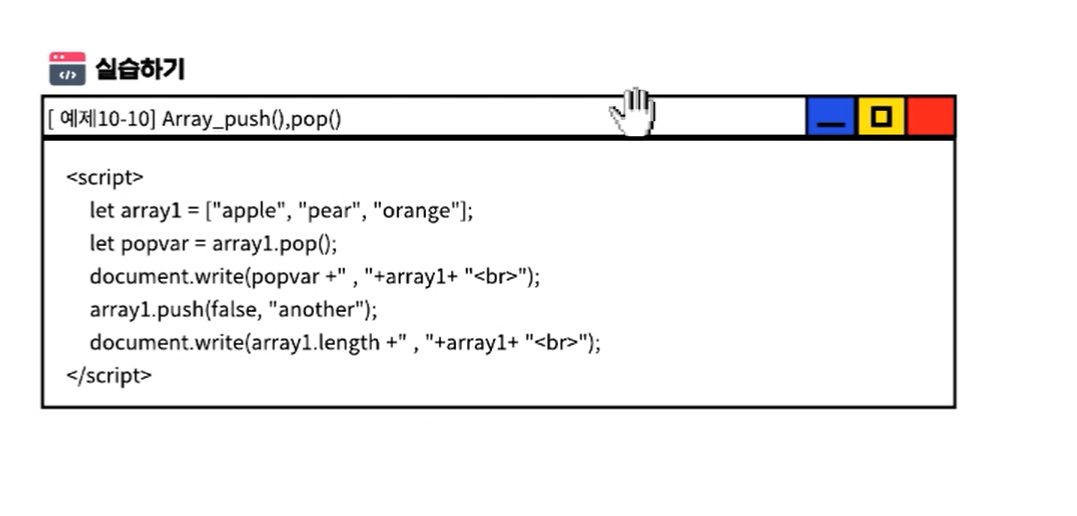 </>
실습하기
[ 예제10-10] Array_push(),pop()
<script>
let array1 = ["apple", "pear", "orange"];
let popvar = array1.pop();
document.write(popvar +" , "+array1+ "<br>");
array1.push(false, "another");
document.write(array1.length +" , "+array1+ "<br>");
</script>